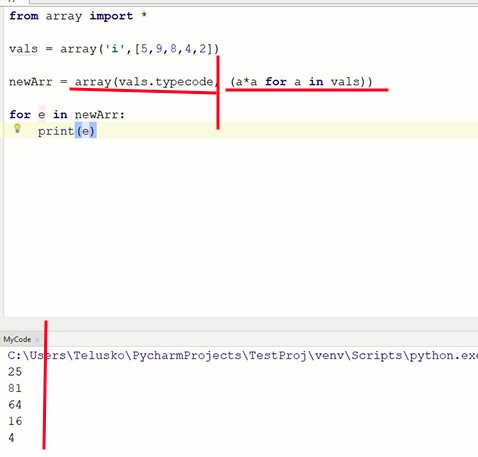 from array import *
vals = array('i',[5,9,8,4,2])
newArr = array(vals.typecode, (a*a for a in vals))
for e in newArr:
print(e)
MyCode
C:\Users\Telusko\PycharmProjects\TestProj\venv\Scripts\python.exe
25
81
64
16
4